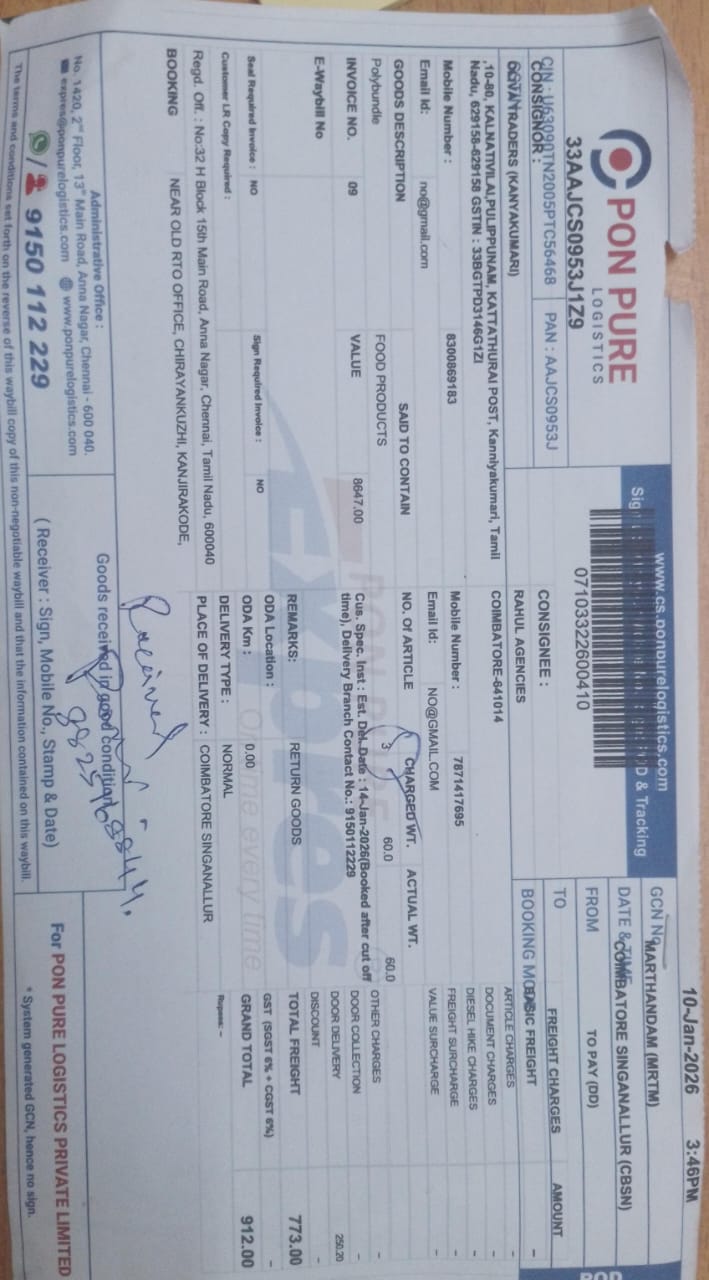 10-Jan-2026 3:46PM
PON PURE
LOGISTICS
33AAJCS0953J1Z9
CIN : U63090TN2005PTC56468 PAN : AAJCS0953J
www.cs.ponpurelogistics.com
& Tracking
07103322600410
GCN No.
MARTHANDAM (MRTM)
DATE & TIME
COIMBATORE SINGANALLUR (CBSN)
FROM
TO
TO PAY (DD)
BOOKING MODE
CONSIGNOR :
TRADERS (KANYAKUMARI)
,10-80, KALNATIVILAI,PULIPPUNAM, KATTATHURAI POST, Kanniyakumari, Tamil
Nadu, 629158-629158 GSTIN : 33BGTPD3146G1ZI
Mobile Number : 8300869183
Email Id: no@gmail.com
CONSIGNEE :
RAHUL AGENCIES
COIMBATORE-641014
Mobile Number : 7871417695
Email Id: NO@GMAIL.COM
GOODS DESCRIPTION SAID TO CONTAIN NO. OF ARTICLE CHARGED WT. ACTUAL WT.
Polybundle FOOD PRODUCTS 3 60.0 60.0
INVOICE NO. 09 VALUE 8647.00
E-Waybill No
Cus. Spec. Inst : Est. Del. Date : 14-Jan-2026(Booked after cut off
time), Delivery Branch Contact No.: 9150112229
REMARKS: RETURN GOODS
ODA Location :
ODA Km : 0.00
DELIVERY TYPE : NORMAL
PLACE OF DELIVERY : COIMBATORE SINGANALLUR
Seal Required Invoice : NO Sign Required Invoice : NO
Customer LR Copy Required :
Regd. Off. : No:32 H Block 15th Main Road, Anna Nagar, Chennai, Tamil Nadu, 600040
BOOKING NEAR OLD RTO OFFICE, CHIRAYANKUZHI, KANJIRAKODE,
FREIGHT CHARGES AMOUNT
BASIC FREIGHT -
ARTICLE CHARGES -
DOCUMENT CHARGES -
DIESEL HIKE CHARGES -
FREIGHT SURCHARGE -
VALUE SURCHARGE -
OTHER CHARGES -
DOOR COLLECTION -
DOOR DELIVERY 250.20
DISCOUNT -
TOTAL FREIGHT 773.00
GST (SGST 6% + CGST 6%) -
GRAND TOTAL 912.00
Rupees: -
PON PURE
Expres
On time every time
Administrative Office :
No. 1420, 2nd Floor, 13th Main Road, Anna Nagar, Chennai - 600 040.
expres@ponpurelogistics.com www.ponpurelogistics.com
9150 112 229
Received
Goods received in good condition
( Receiver : Sign, Mobile No., Stamp & Date)
For PON PURE LOGISTICS PRIVATE LIMITED
* System generated GCN, hence no sign.
The terms and conditions set forth on the reverse of this waybill copy of this non-negotiable waybill and that the information contained on this waybill.